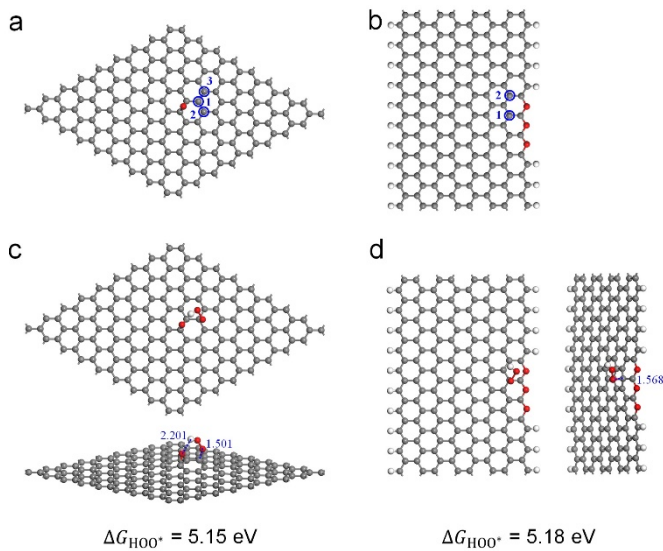 a
b
3
1
2
2
1
c
d
2.201
1.501
1.568
ΔG_HOO* = 5.15 eV
ΔG_HOO* = 5.18 eV